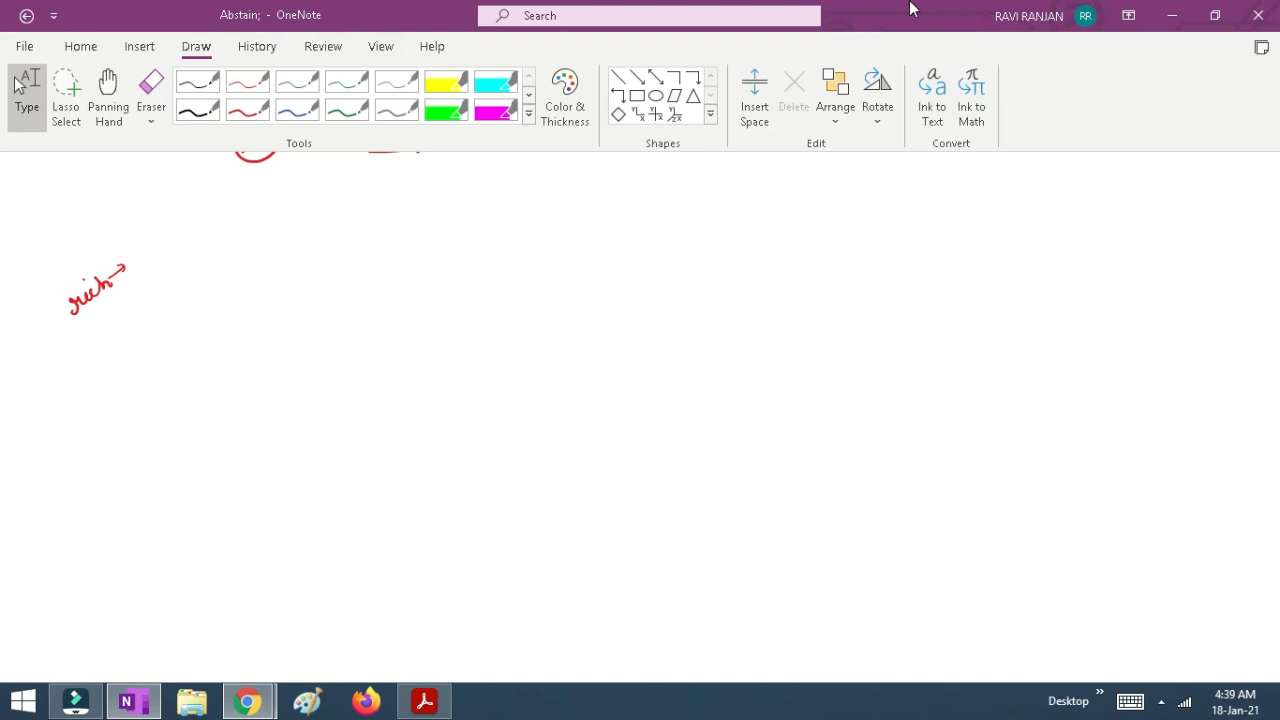 Abstain; - OneNote
Search
RAVI RANJAN
RR
File
Home
Insert
Draw
History
Review
View
Help
Type
Lasso
Select
Panning
Hand
Eraser
Color &
Thickness
Insert
Space
Delete
Arrange
Rotate
Ink to
Text
Ink to
Math
Tools
Shapes
Edit
Convert
rich→
Desktop
4:39 AM
18-Jan-21